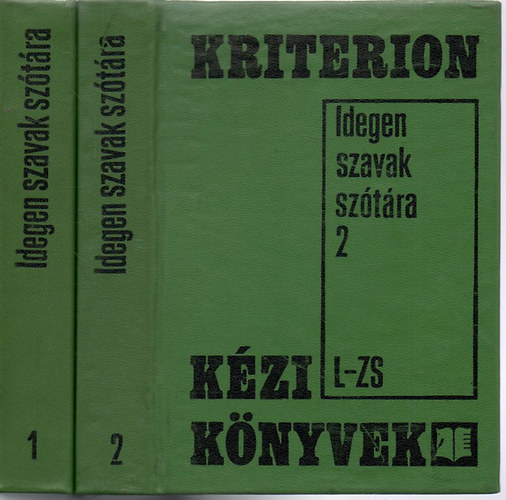 Idegen szavak szótára
1
Idegen szavak szótára
2
KRITERION
Idegen
szavak
szótára
2
L-ZS
KÉZI
KÖNYVEK